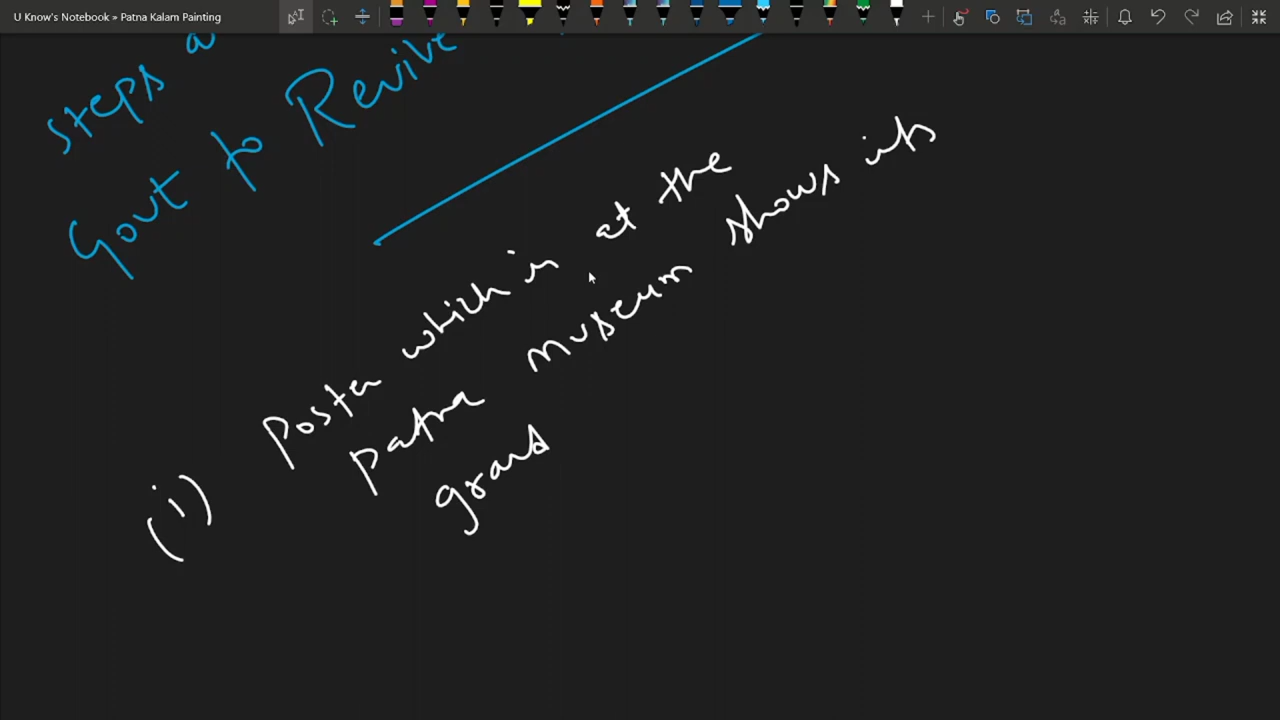 U Know's Notebook » Patna Kalam Painting
steps a
Govt to Revive
(i) Poster which is at the
patna museum shows its
grand